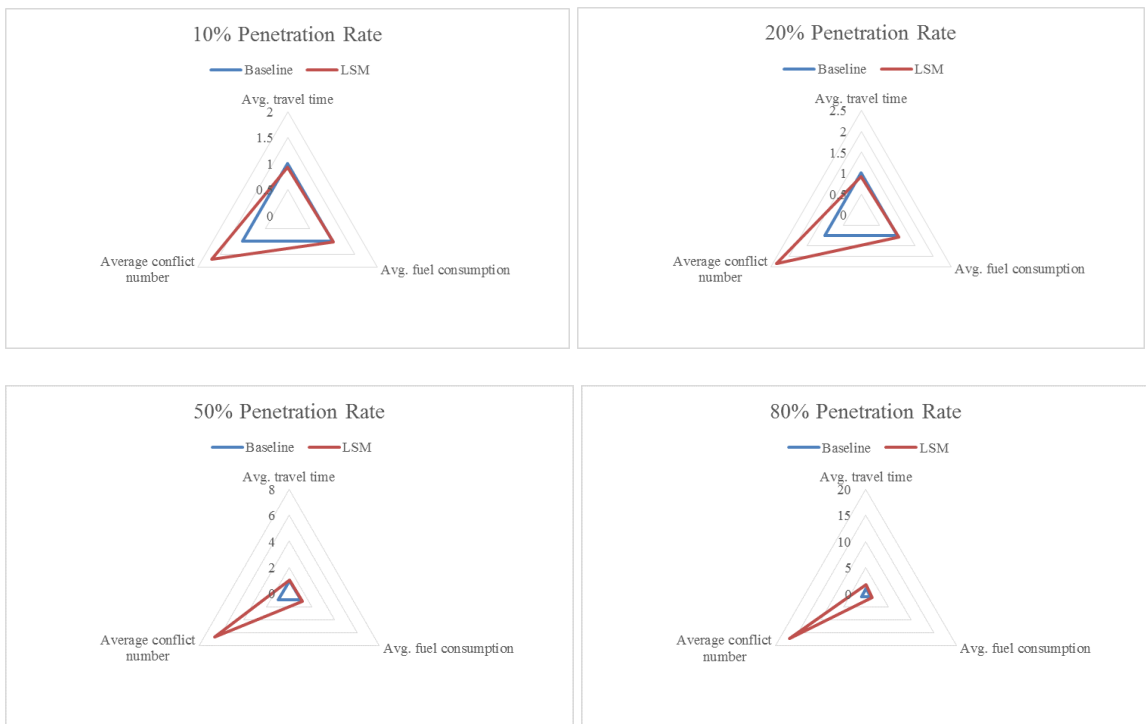 10% Penetration Rate
Baseline LSM
Avg. travel time
2
1.5
1
0
Average conflict
number
Avg. fuel consumption
20% Penetration Rate
Baseline LSM
Avg. travel time
2.5
2
1.5
1
0.5
0
Average conflict
number
Avg. fuel consumption
50% Penetration Rate
Baseline LSM
Avg. travel time
8
6
4
2
0
Average conflict
number
Avg. fuel consumption
80% Penetration Rate
Baseline LSM
Avg. travel time
20
15
10
5
0
Average conflict
number
Avg. fuel consumption